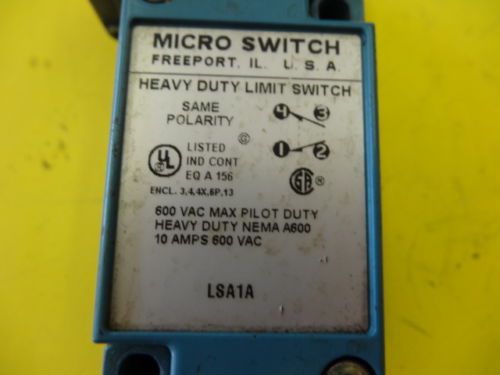 MICRO SWITCH
FREEPORT, IL. U. S. A.
HEAVY DUTY LIMIT SWITCH
SAME
POLARITY
4 3
1 2
G
UL
LISTED
IND CONT
EQ A 156
ENCL. 3,4,4X,6P,13
SA ®
600 VAC MAX PILOT DUTY
HEAVY DUTY NEMA A600
10 AMPS 600 VAC
LSA1A